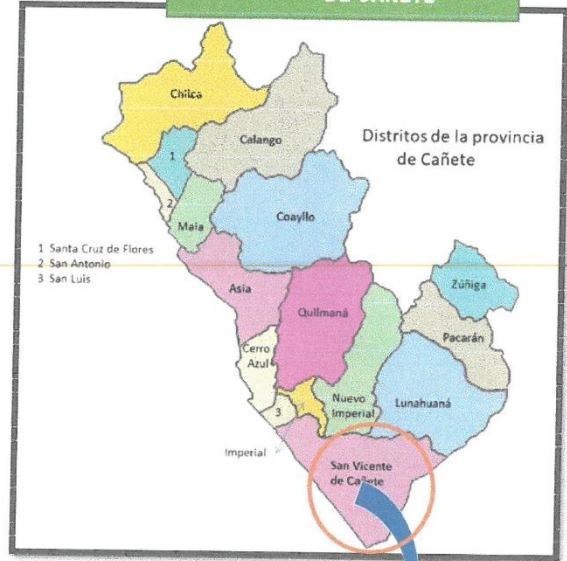 DE CAÑETE
Distritos de la provincia
de Cañete
Chilca
Calango
1
2
Mala
Coayllo
1 Santa Cruz de Flores
2 San Antonio
3 San Luis
Asia
Quilmaná
Zúñiga
Pacarán
Cerro
Azul
3
Nuevo
Imperial
Lunahuaná
Imperial
San Vicente
de Cañete